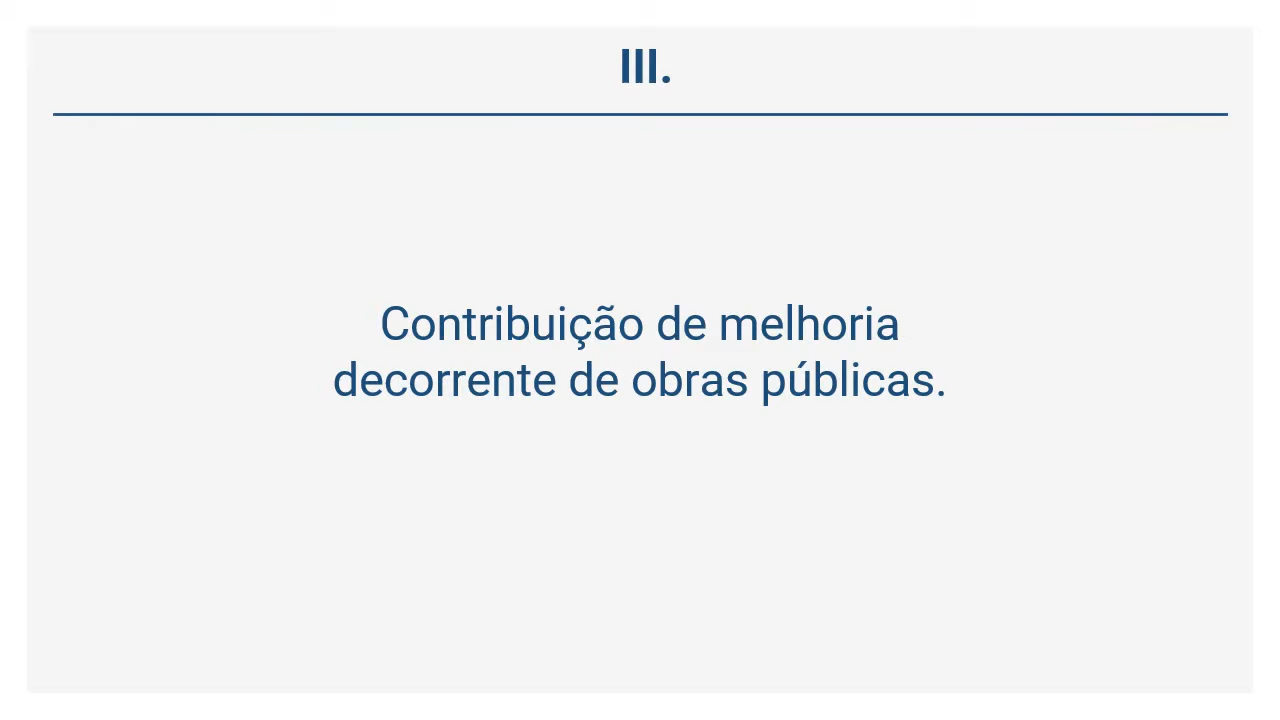 III.
Contribuição de melhoria
decorrente de obras públicas.